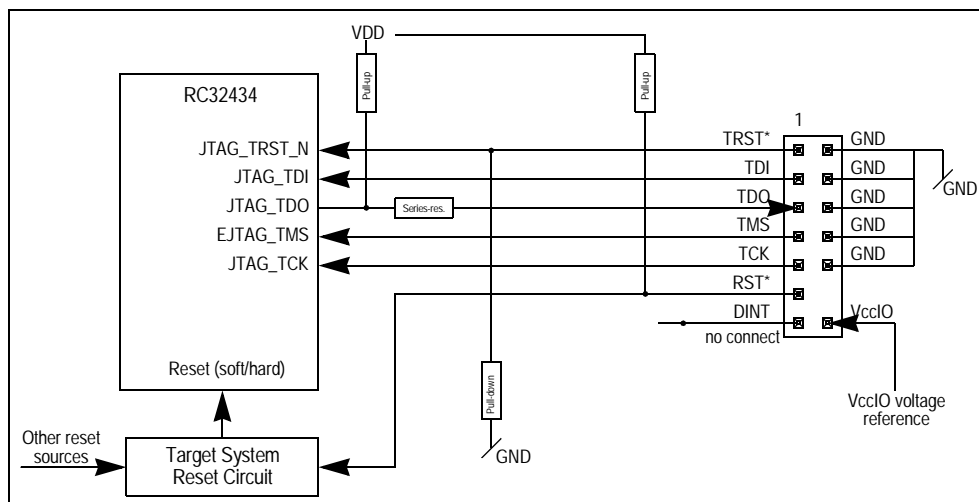 VDD
Pull-up
Pull-up
RC32434
1
JTAG_TRST_N
TRST*
GND
JTAG_TDI
TDI
GND
GND
JTAG_TDO
Series-res.
TDO
GND
EJTAG_TMS
TMS
GND
JTAG_TCK
TCK
GND
RST*
DINT
VccIO
no connect
Reset (soft/hard)
Pull-down
VccIO voltage
reference
Other reset
sources
Target System
Reset Circuit
GND